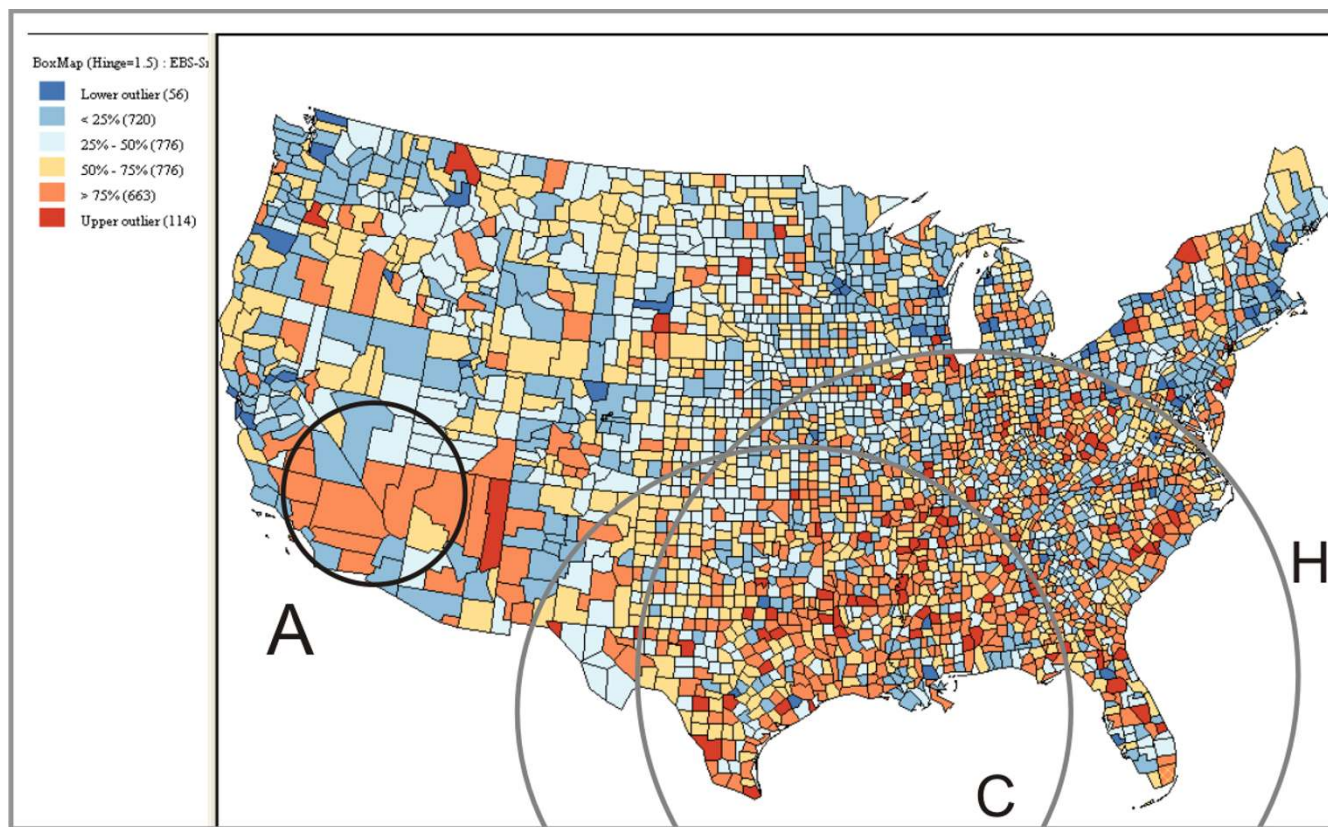 BoxMap (Hinge=1.5) : EBS-S
Lower outlier (56)
< 25% (720)
25% - 50% (776)
50% - 75% (776)
> 75% (663)
Upper outlier (114)
A
H
C